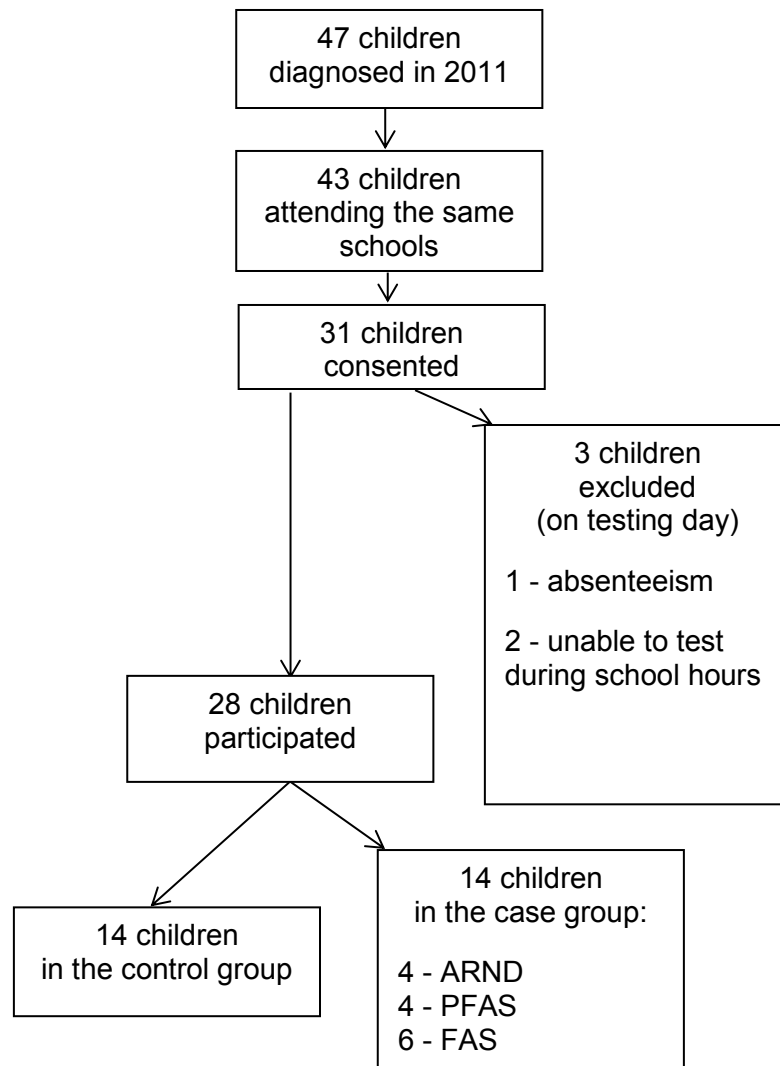 47 children
diagnosed in 2011
43 children
attending the same
schools
31 children
consented
3 children
excluded
(on testing day)
1 - absenteeism
2 - unable to test
during school hours
28 children
participated
14 children
in the control group
14 children
in the case group:
4 - ARND
4 - PFAS
6 - FAS